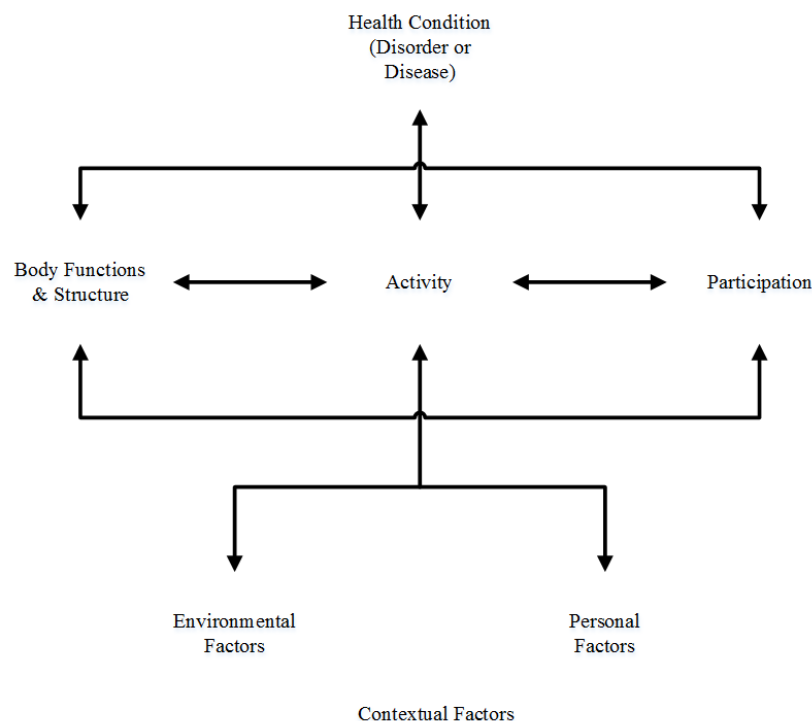 Health Condition
(Disorder or
Disease)
Body Functions
& Structure
Activity
Participation
Environmental
Factors
Personal
Factors
Contextual Factors